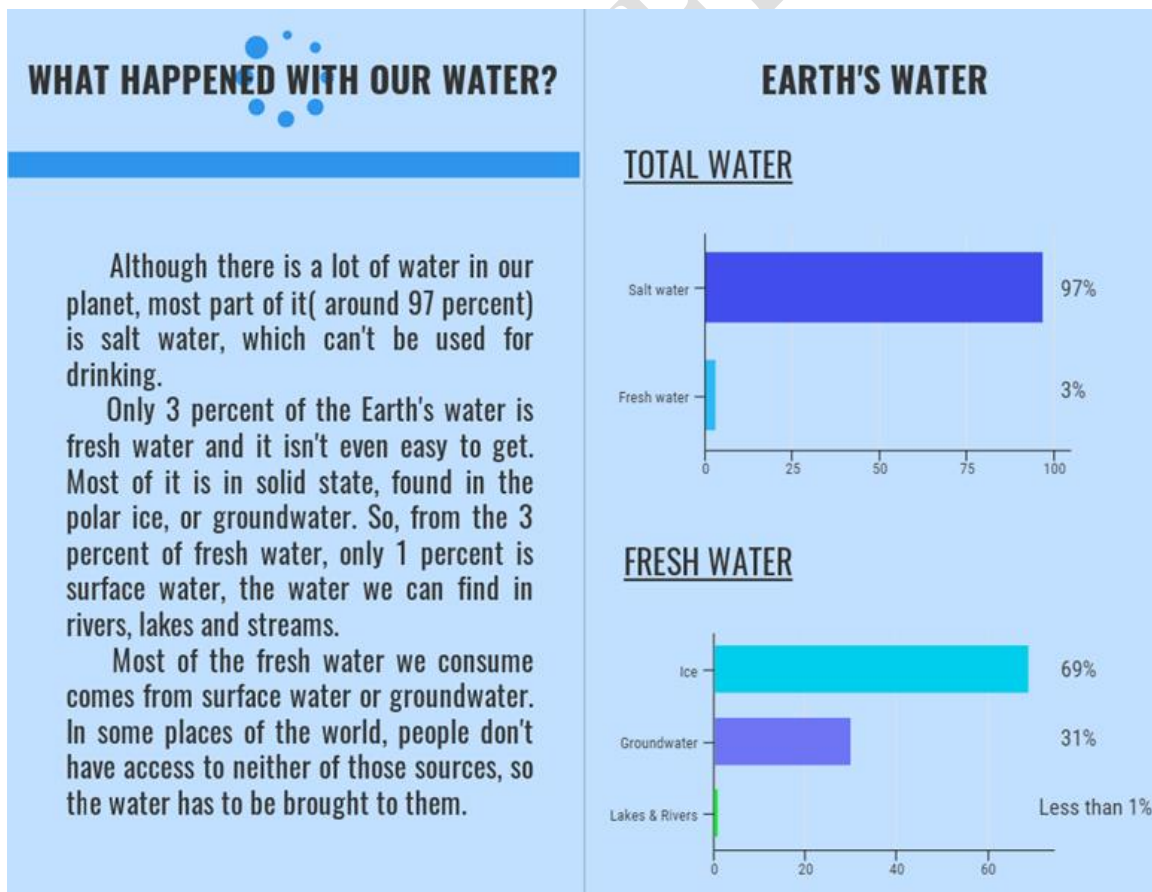 WHAT HAPPENED WITH OUR WATER?
Although there is a lot of water in our
planet, most part of it( around 97 percent)
is salt water, which can't be used for
drinking.
Only 3 percent of the Earth's water is
fresh water and it isn't even easy to get.
Most of it is in solid state, found in the
polar ice, or groundwater. So, from the 3
percent of fresh water, only 1 percent is
surface water, the water we can find in
rivers, lakes and streams.
Most of the fresh water we consume
comes from surface water or groundwater.
In some places of the world, people don't
have access to neither of those sources, so
the water has to be brought to them.
EARTH'S WATER
TOTAL WATER
Salt water 97%
Fresh water 3%
0 25 50 75 100
FRESH WATER
Ice 69%
Groundwater 31%
Lakes & Rivers Less than 1%
0 20 40 60